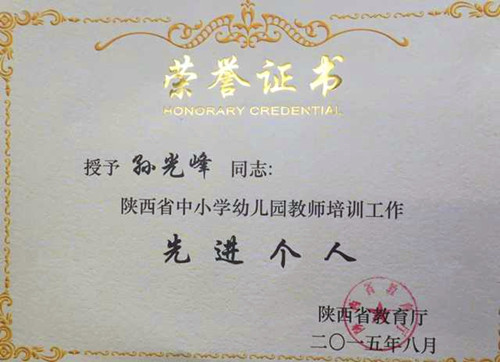 荣誉证书
HONORARY CREDENTIAL
授予 孙光峰 同志:
陕西省中小学幼儿园教师培训工作
先进个人
陕西省教育厅
二〇一五年八月